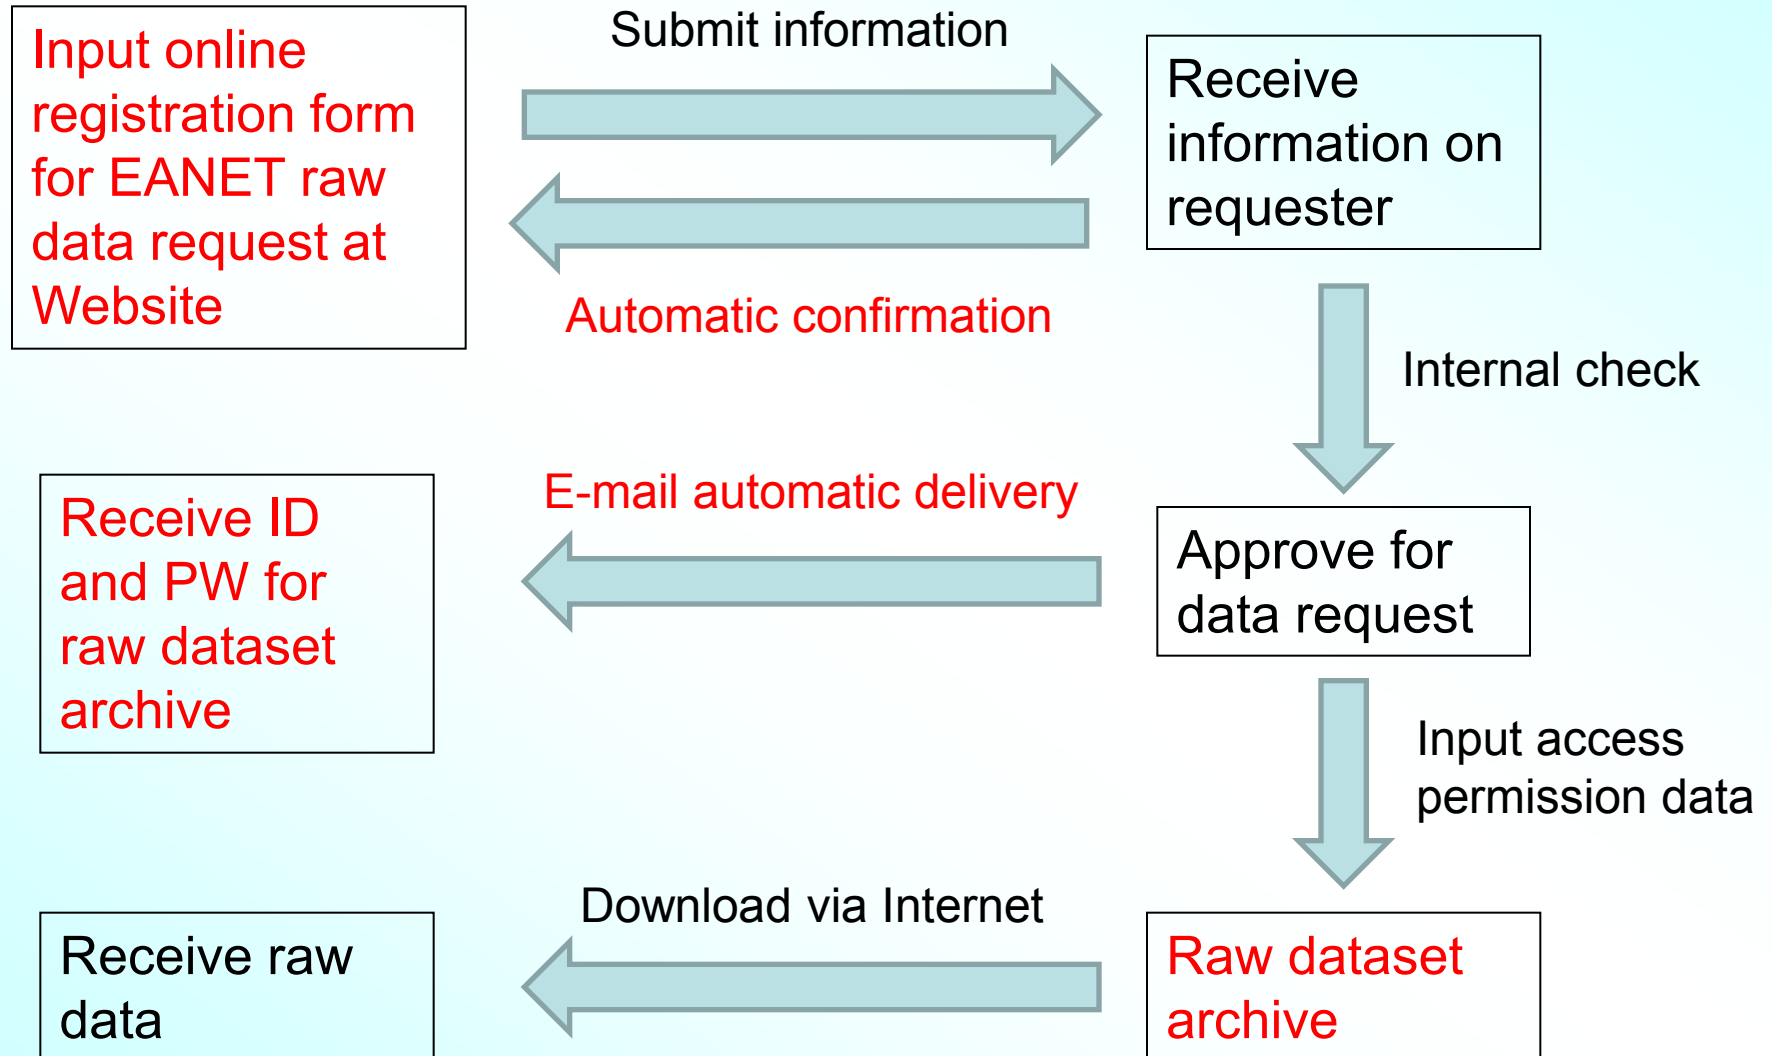 Input online
registration form
for EANET raw
data request at
Website
Submit information
Automatic confirmation
Receive
information on
requester
Internal check
Receive ID
and PW for
raw dataset
archive
E-mail automatic delivery
Approve for
data request
Input access
permission data
Receive raw
data
Download via Internet
Raw dataset
archive